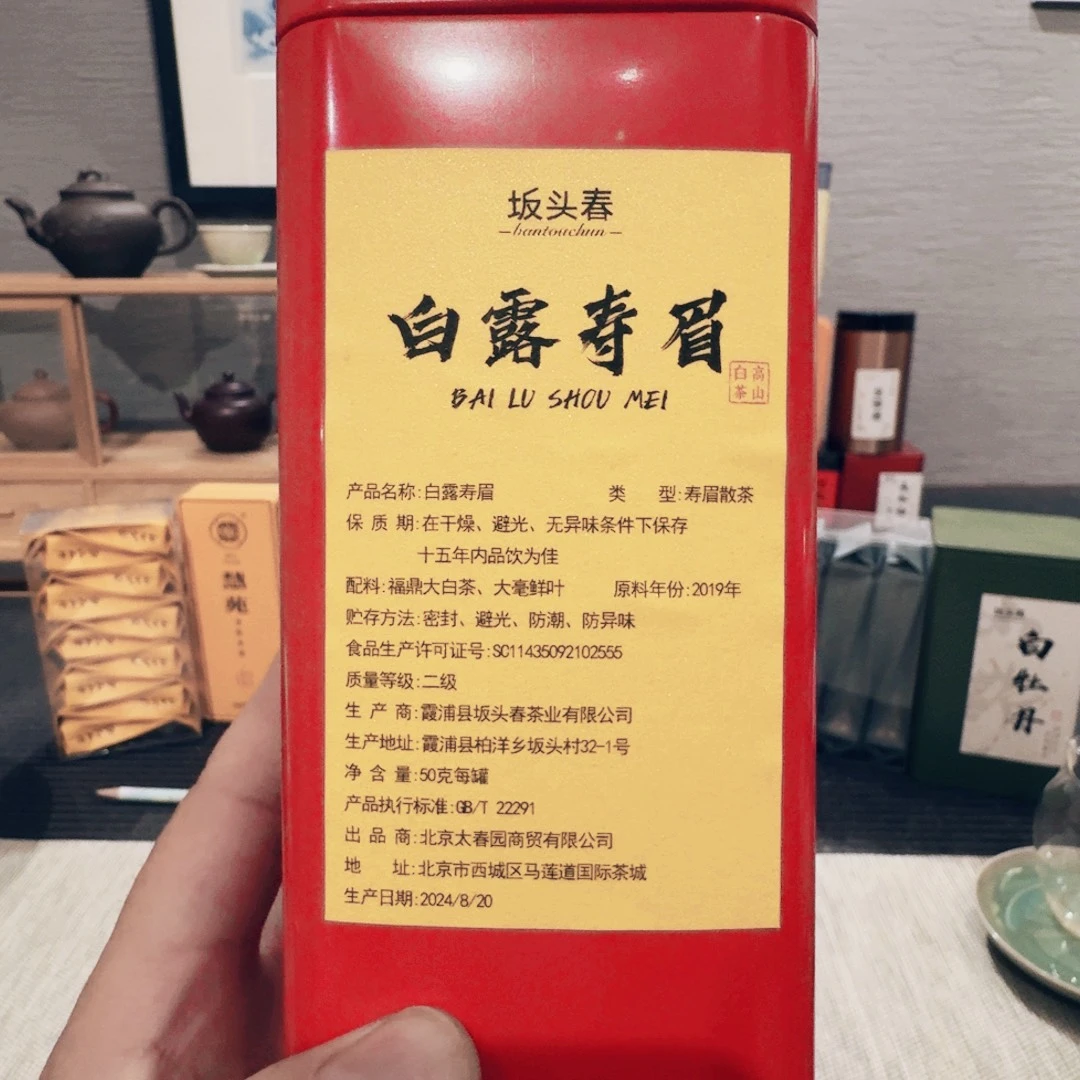 坂头春
bantouchun
白露寿眉
高山
白茶
BAI LU SHOU MEI
产品名称:白露寿眉 类 型:寿眉散茶
保 质 期:在干燥、避光、无异味条件下保存
十五年内品饮为佳
配料:福鼎大白茶、大毫鲜叶 原料年份:2019年
贮存方法:密封、避光、防潮、防异味
食品生产许可证号:SC11435092102555
质量等级:二级
生 产 商:霞浦县坂头春茶业有限公司
生产地址:霞浦县柏洋乡坂头村32-1号
净 含 量:50克每罐
产品执行标准:GB/T 22291
出 品 商:北京太春园商贸有限公司
地 址:北京市西城区马莲道国际茶城
生产日期:2024/8/20
白牡丹